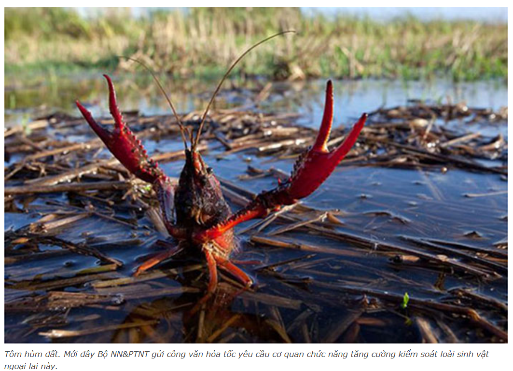 Tôm hùm đất. Mới đây Bộ NN&PTNT gửi công văn hỏa tốc yêu cầu cơ quan chức năng tăng cường kiểm soát loài sinh vật
ngoại lai này.